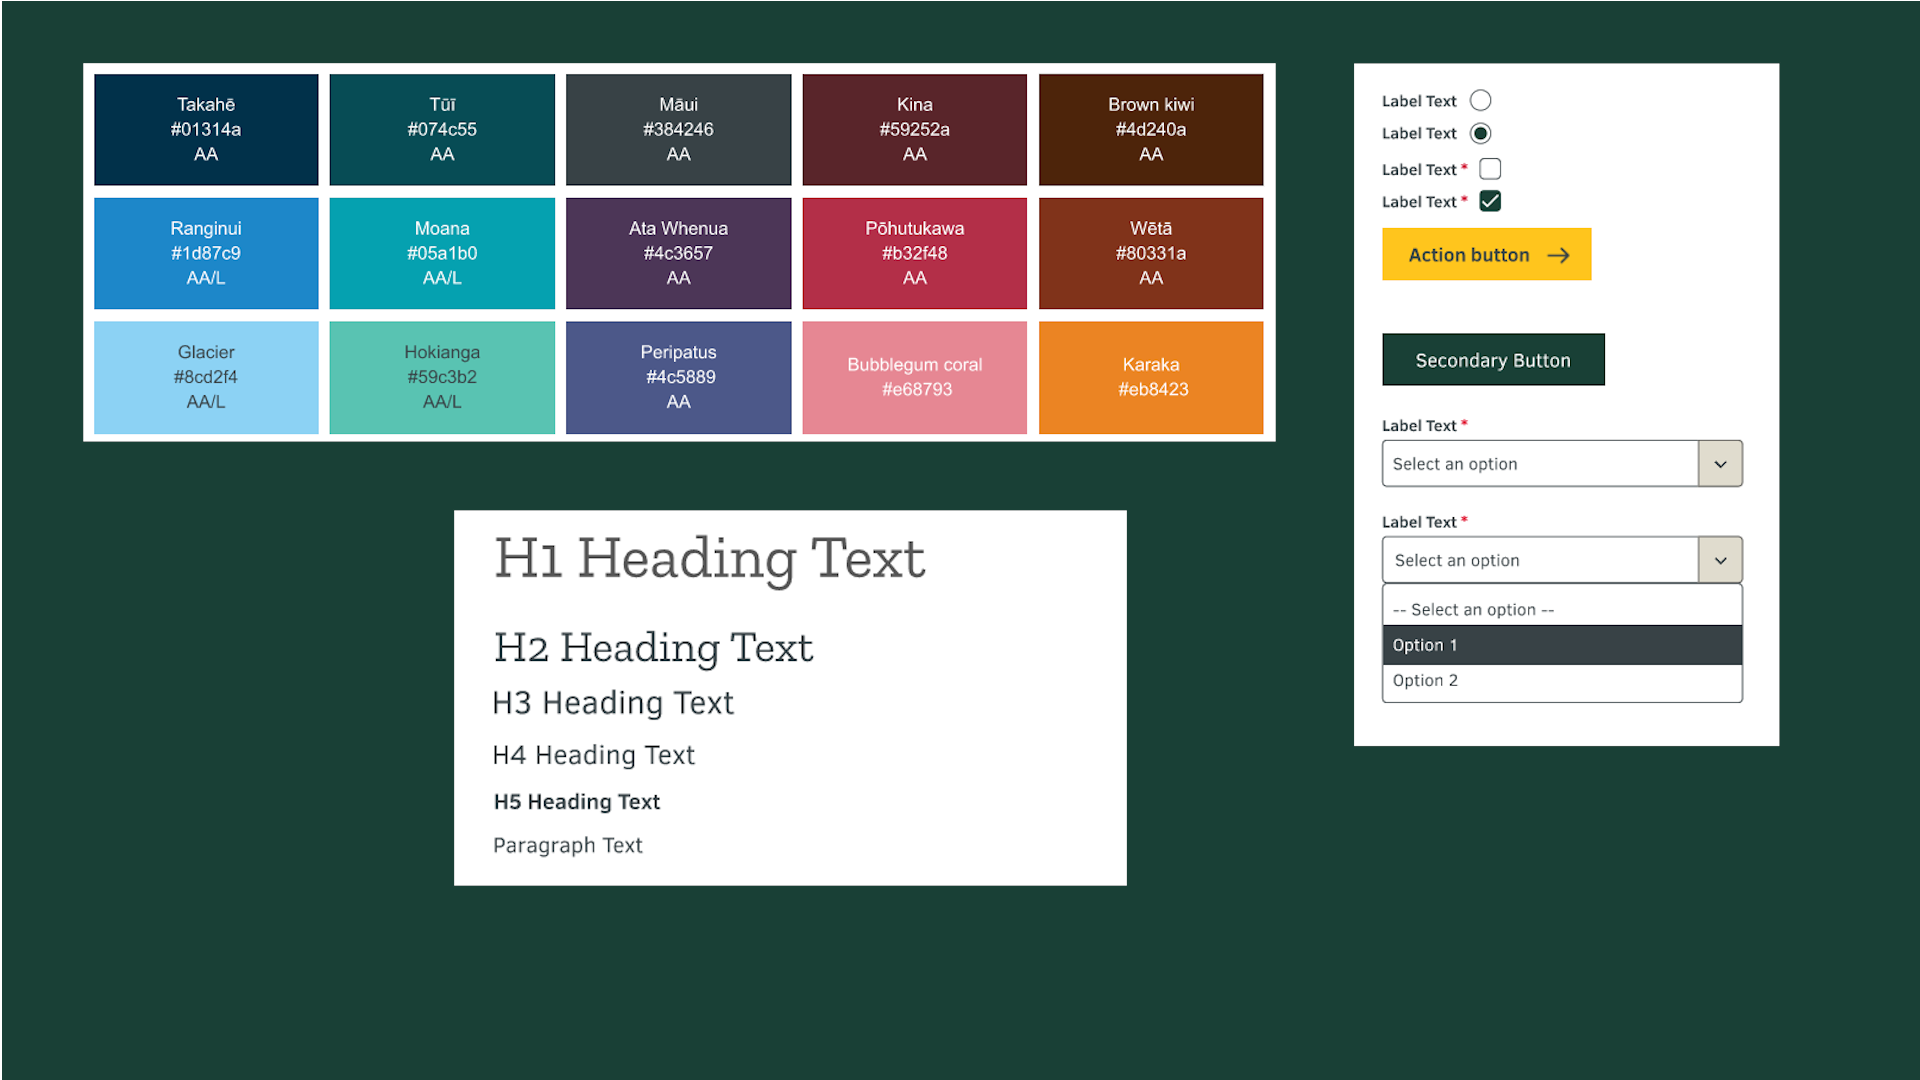 Takahē
#01314a
AA
Tūī
#074c55
AA
Māui
#384246
AA
Kina
#59252a
AA
Brown kiwi
#4d240a
AA
Ranginui
#1d87c9
AA/L
Moana
#05a1b0
AA/L
Ata Whenua
#4c3657
AA
Pōhutukawa
#b32f48
AA
Wētā
#80331a
AA
Glacier
#8cd2f4
AA/L
Hokianga
#59c3b2
AA/L
Peripatus
#4c5889
AA
Bubblegum coral
#e68793
Karaka
#eb8423
H1 Heading Text
H2 Heading Text
H3 Heading Text
H4 Heading Text
H5 Heading Text
Paragraph Text
Label Text
Label Text
Label Text *
Label Text *
Action button →
Secondary Button
Label Text *
Select an option
Label Text *
Select an option
-- Select an option --
Option 1
Option 2